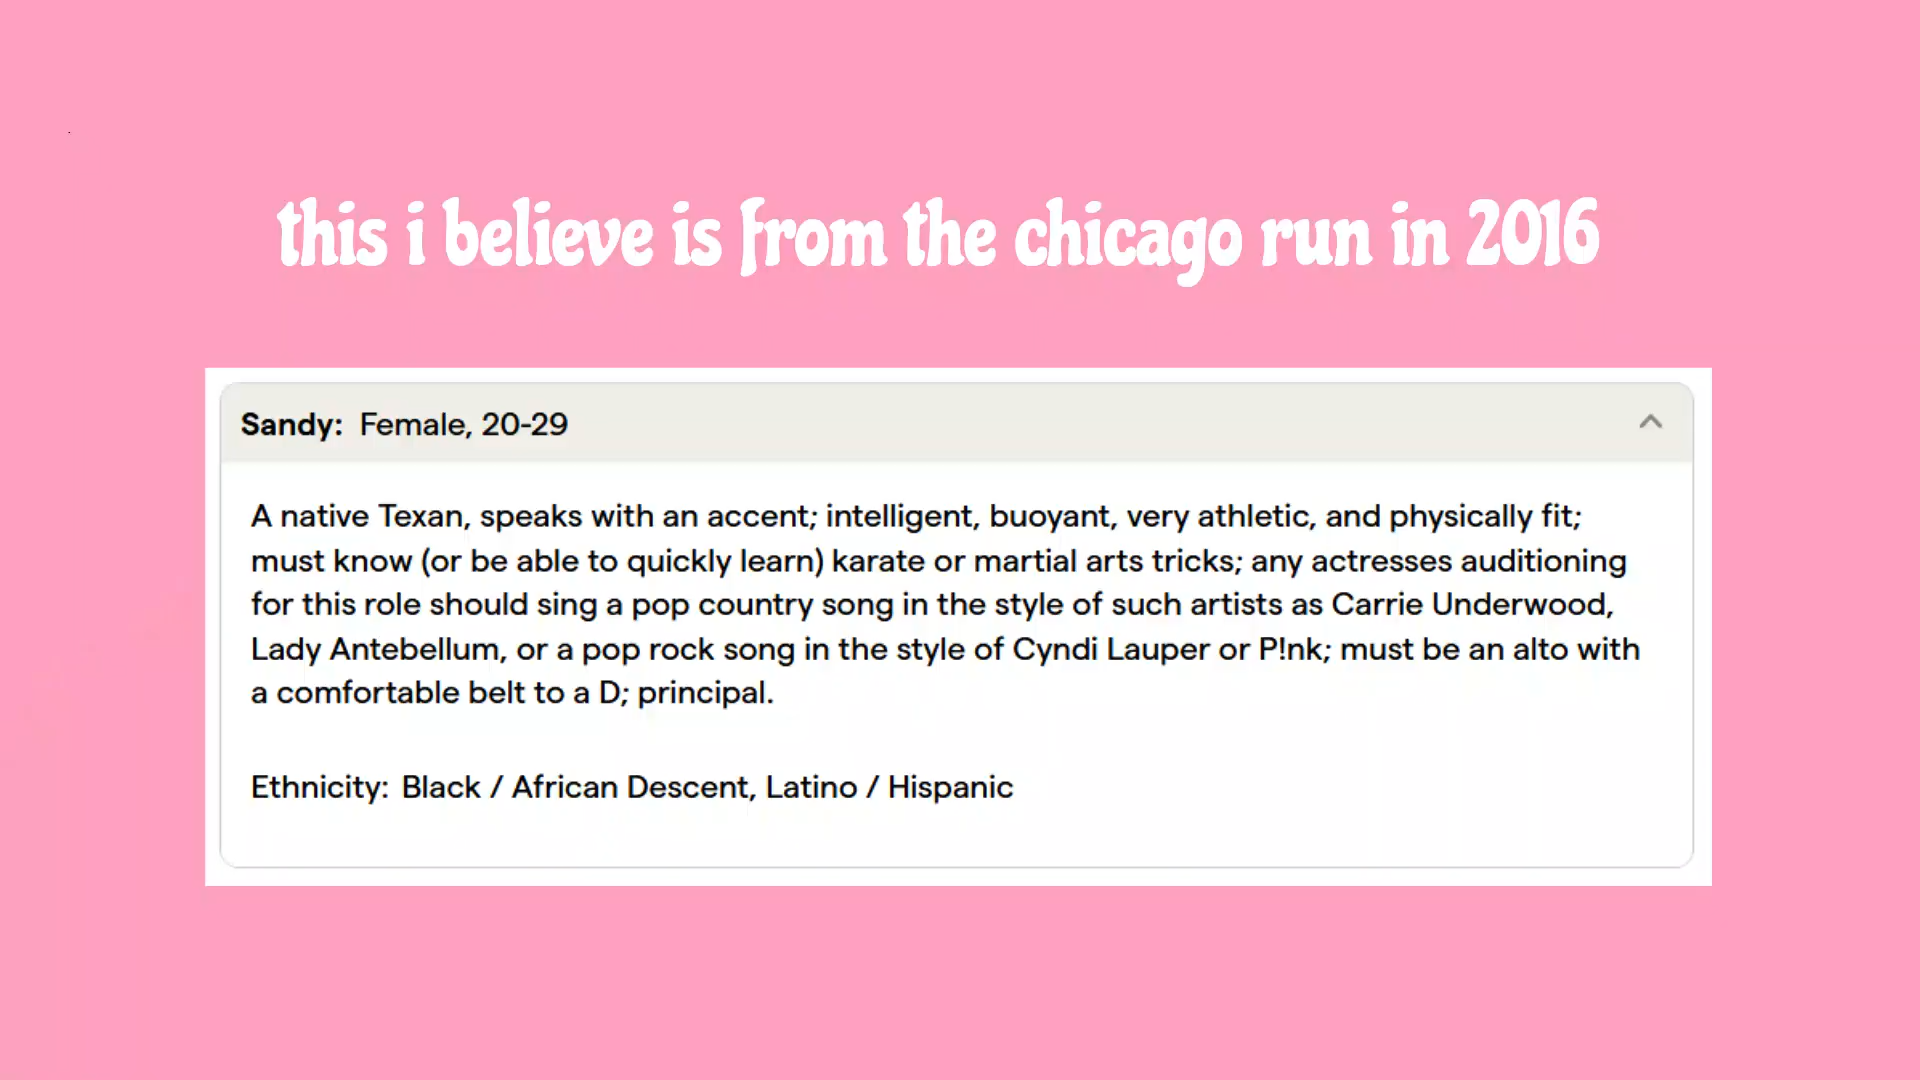 this i believe is from the chicago run in 2016
Sandy: Female, 20-29
A native Texan, speaks with an accent; intelligent, buoyant, very athletic, and physically fit;
must know (or be able to quickly learn) karate or martial arts tricks; any actresses auditioning
for this role should sing a pop country song in the style of such artists as Carrie Underwood,
Lady Antebellum, or a pop rock song in the style of Cyndi Lauper or P!nk; must be an alto with
a comfortable belt to a D; principal.
Ethnicity: Black / African Descent, Latino / Hispanic